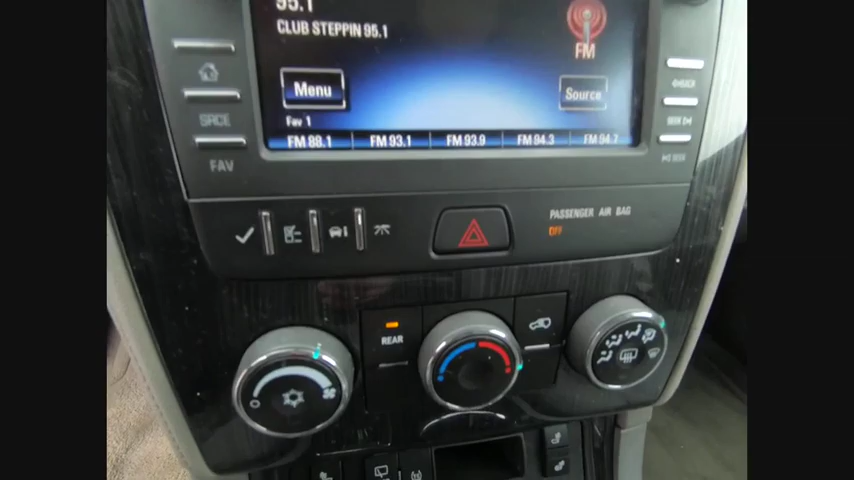 95.1
CLUB STEPPIN 95.1
FM
Menu
Source
Fav 1
FM 88.1 FM 93.1 FM 93.9 FM 94.3 FM 94.7
SRCE
FAV
BACK
PASSENGER AIR BAG
OFF
REAR